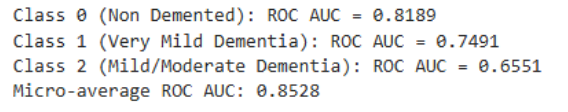 Class 0 (Non Demented): ROC AUC = 0.8189
Class 1 (Very Mild Dementia): ROC AUC = 0.7491
Class 2 (Mild/Moderate Dementia): ROC AUC = 0.6551
Micro-average ROC AUC: 0.8528